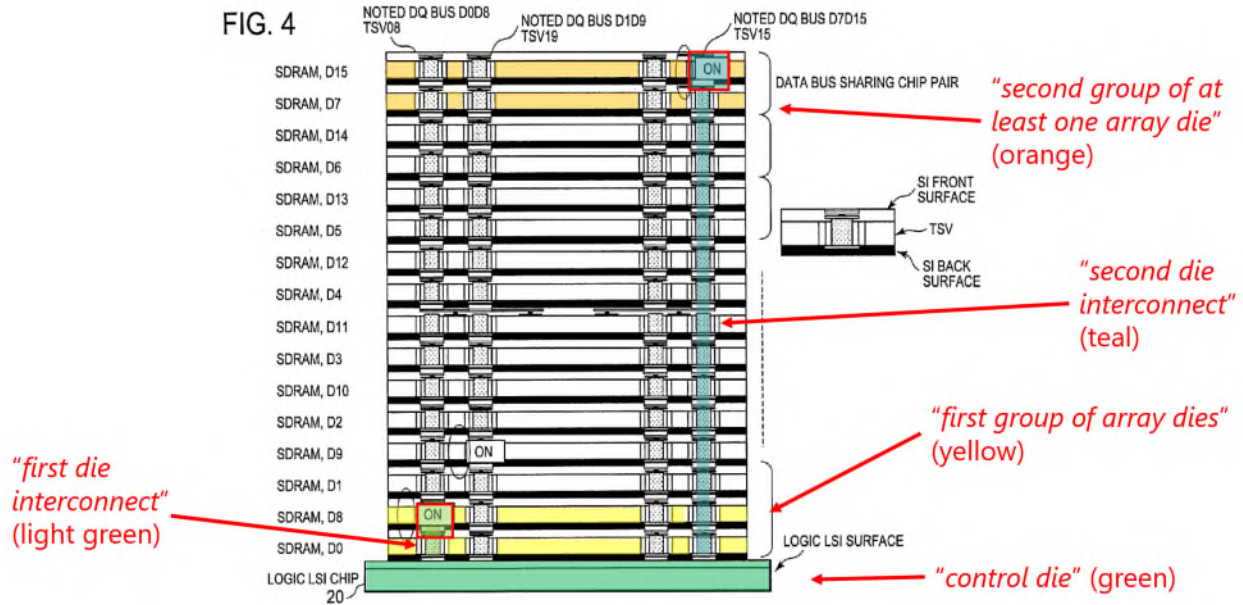 FIG. 4
NOTED DQ BUS D0D8
TSV08
NOTED DQ BUS D1D9
TSV19
NOTED DQ BUS D7D15
TSV15
SDRAM, D15
ON
DATA BUS SHARING CHIP PAIR
SDRAM, D7
"second group of at
least one array die"
(orange)
SDRAM, D14
SDRAM, D6
SDRAM, D13
SI FRONT
SURFACE
SDRAM, D5
TSV
SDRAM, D12
SI BACK
SURFACE
SDRAM, D4
"second die
interconnect"
(teal)
SDRAM, D11
SDRAM, D3
SDRAM, D10
SDRAM, D2
"first group of array dies"
(yellow)
SDRAM, D9
ON
"first die
interconnect"
(light green)
SDRAM, D1
SDRAM, D8
ON
SDRAM, D0
LOGIC LSI SURFACE
LOGIC LSI CHIP
20
"control die" (green)